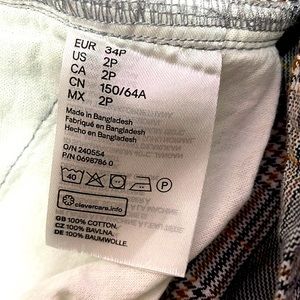 EUR 34P
US 2P
CA 2P
CN 150/64A
MX 2P
Made in Bangladesh
Fabriqué en Bangladesh
Hecho en Bangladesh
O/N 240554
P/N 0698786 0
40
P
clevercare.info
GB 100% COTTON.
CZ 100% BAVLNA.
DE 100% BAUMWOLLE.